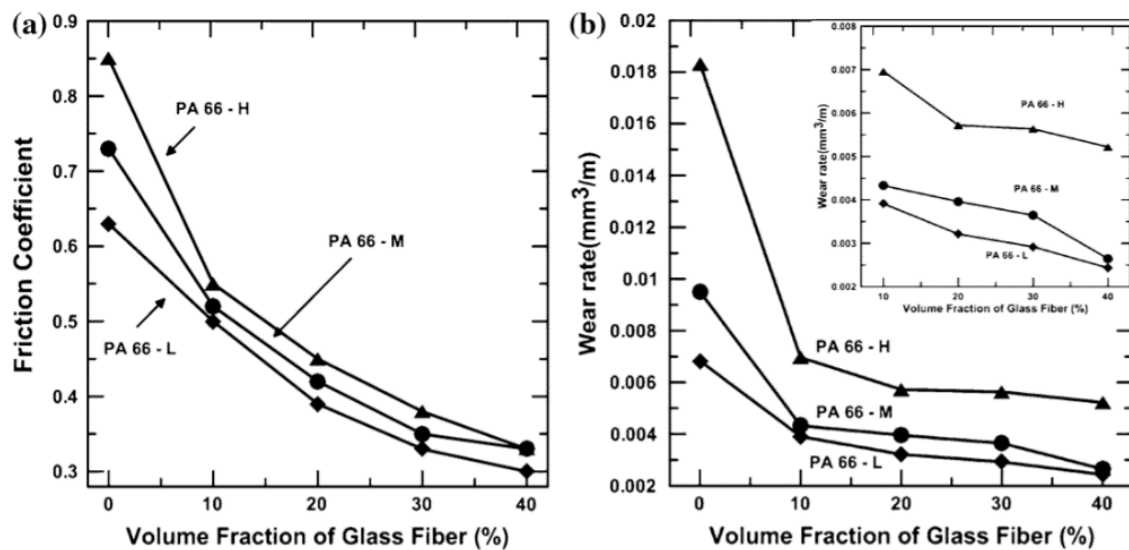 (a)
0.9
0.8
0.7
0.6
0.5
0.4
0.3
Friction Coefficient
PA 66 - H
PA 66 - M
PA 66 - L
0 10 20 30 40
Volume Fraction of Glass Fiber (%)
(b)
0.02
0.018
0.016
0.014
0.012
0.01
0.008
0.006
0.004
0.002
Wear rate(mm³/m)
PA 66 - H
PA 66 - M
PA 66 - L
0 10 20 30 40
Volume Fraction of Glass Fiber (%)
0.008
0.007
0.006
0.005
0.004
0.003
0.002
Wear rate(mm³/m)
PA 66 - H
PA 66 - M
PA 66 - L
10 20 30 40
Volume Fraction of Glass Fiber (%)